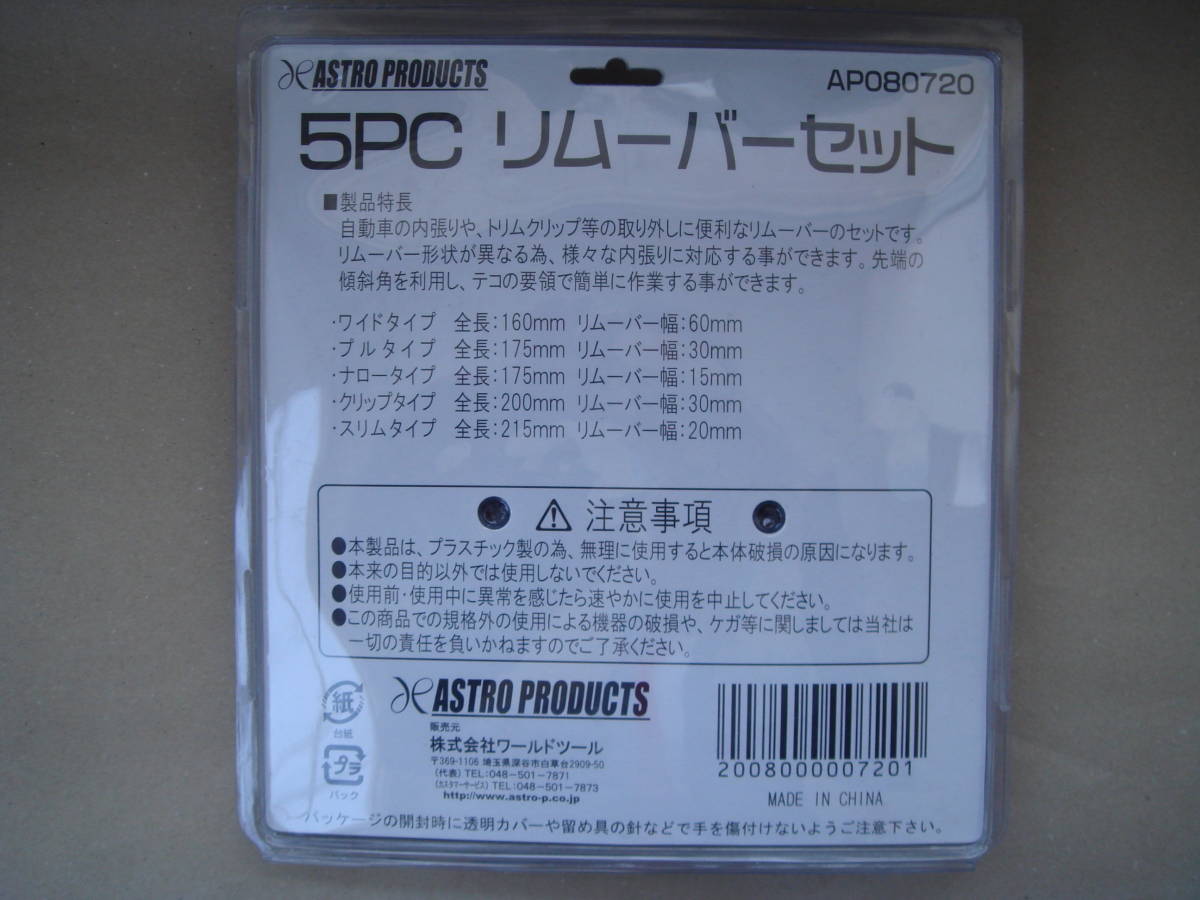 ASTRO PRODUCTS
AP080720
5PC リムーバーセット
■製品特長
自動車の内張りや、トリムクリップ等の取り外しに便利なリムーバーのセットです。
リムーバー形状が異なる為、様々な内張りに対応する事ができます。先端の
傾斜角を利用し、テコの要領で簡単に作業する事ができます。
・ワイドタイプ 全長:160mm リムーバー幅:60mm
・プルタイプ 全長:175mm リムーバー幅:30mm
・ナロータイプ 全長:175mm リムーバー幅:15mm
・クリップタイプ 全長:200mm リムーバー幅:30mm
・スリムタイプ 全長:215mm リムーバー幅:20mm
注意事項
●本製品は、プラスチック製の為、無理に使用すると本体破損の原因になります。
●本来の目的以外では使用しないでください。
●使用前・使用中に異常を感じたら速やかに使用を中止してください。
●この商品での規格外の使用による機器の破損や、ケガ等に関しましては当社は
一切の責任を負いかねますのでご了承ください。
紙
台紙
プラ
パック
ASTRO PRODUCTS
販売元
株式会社ワールドツール
〒369-1106 埼玉県深谷市白草台2909-50
(代表) TEL:048-501-7871
(カスタマーサービス) TEL:048-501-7873
http://www.astro-p.co.jp
2008000007201
MADE IN CHINA
パッケージの開封時に透明カバーや留め具の針などで手を傷付けないようご注意下さい。